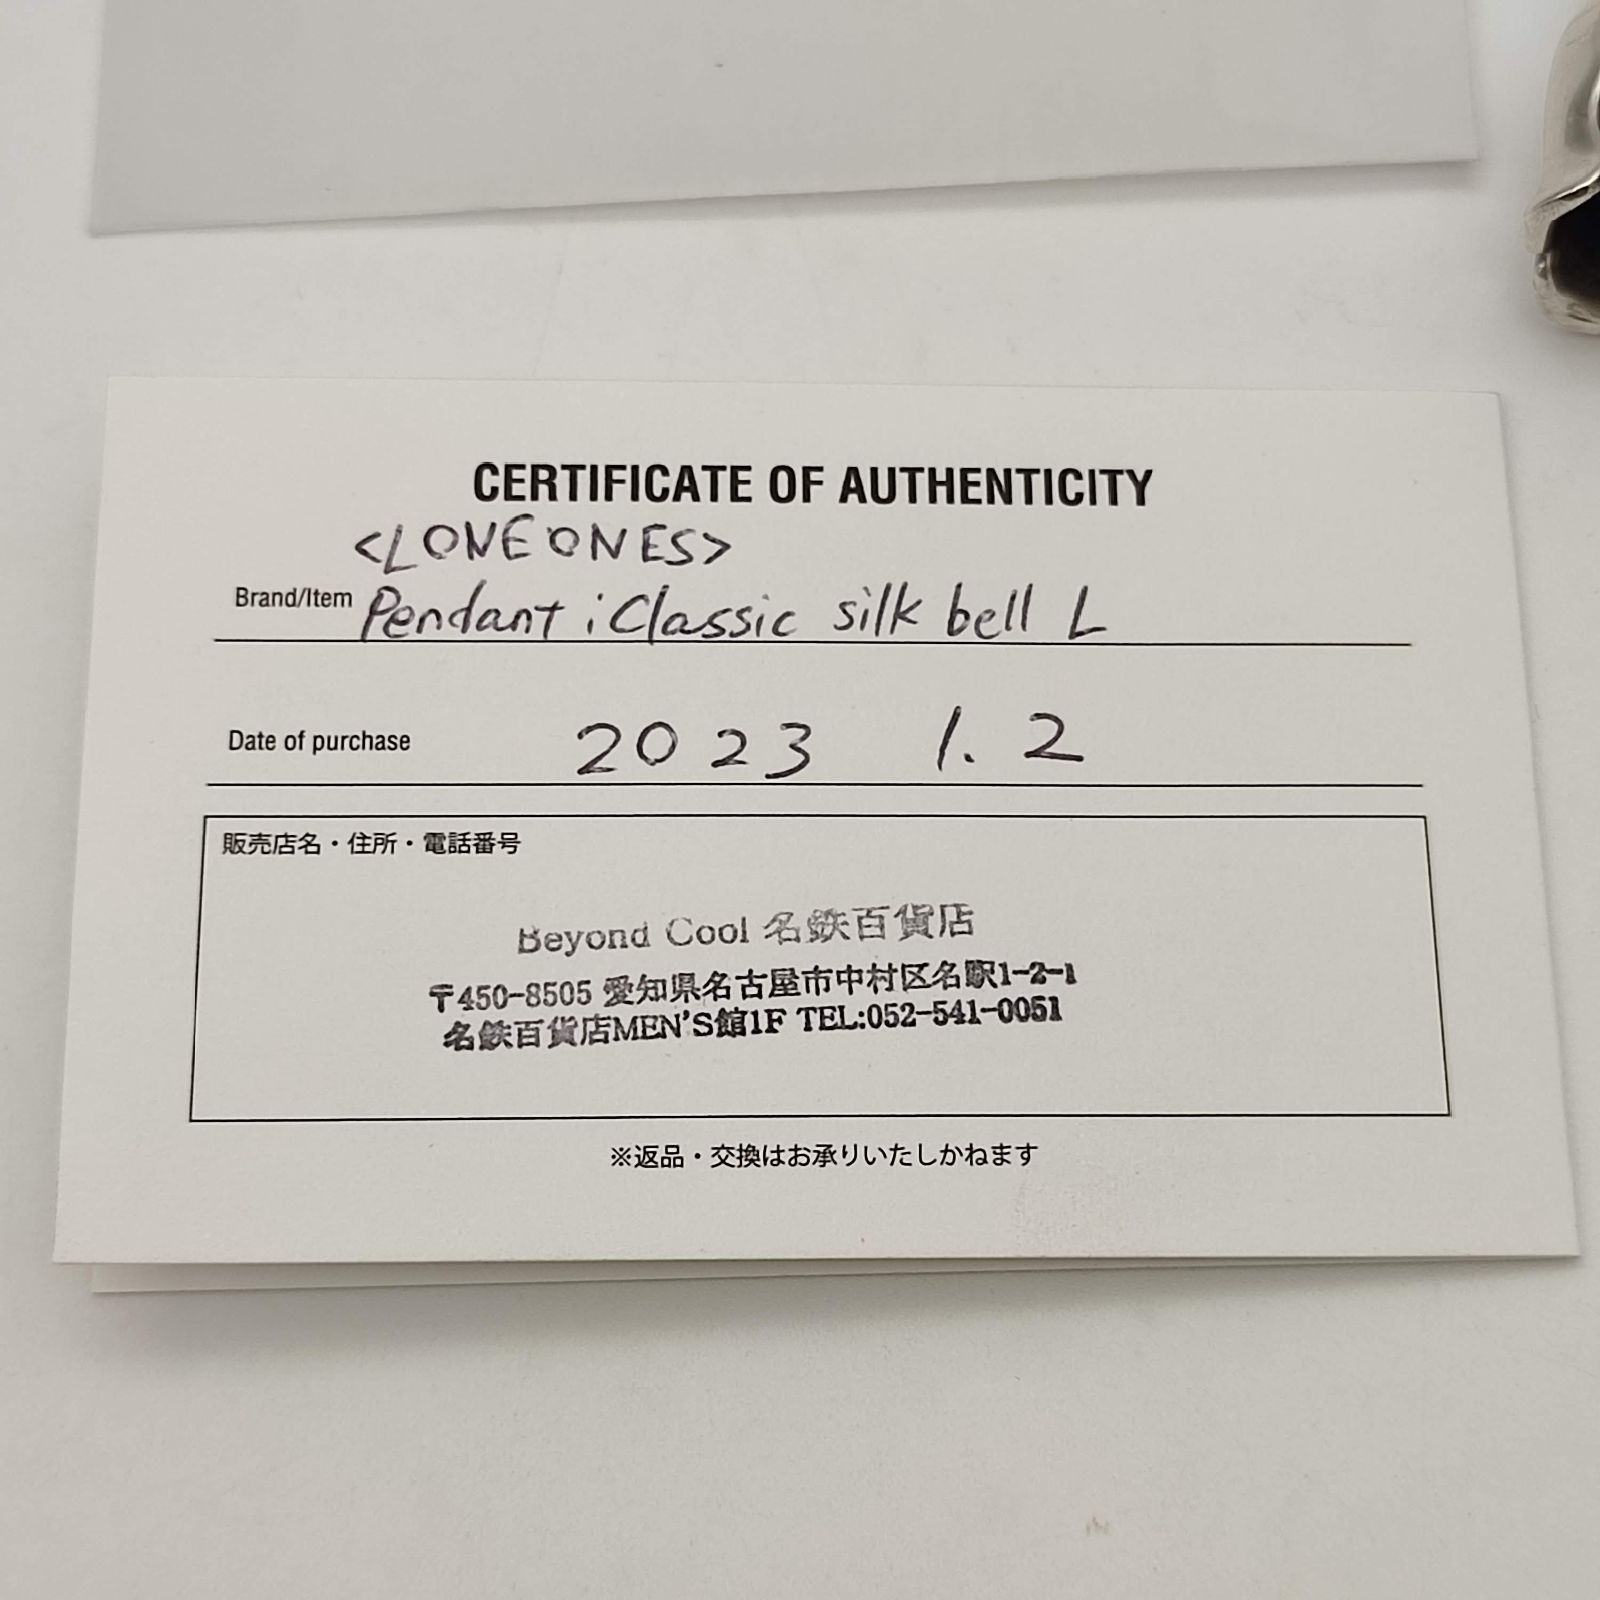 CERTIFICATE OF AUTHENTICITY
<LONE ONES>
Brand/Item Pendant : Classic silk bell L
Date of purchase 2023 1. 2
販売店名・住所・電話番号
Beyond Cool 名鉄百貨店
〒450-8505 愛知県名古屋市中村区名駅1-2-1
名鉄百貨店MEN'S館1F TEL:052-541-0051
※返品・交換はお承りいたしかねます